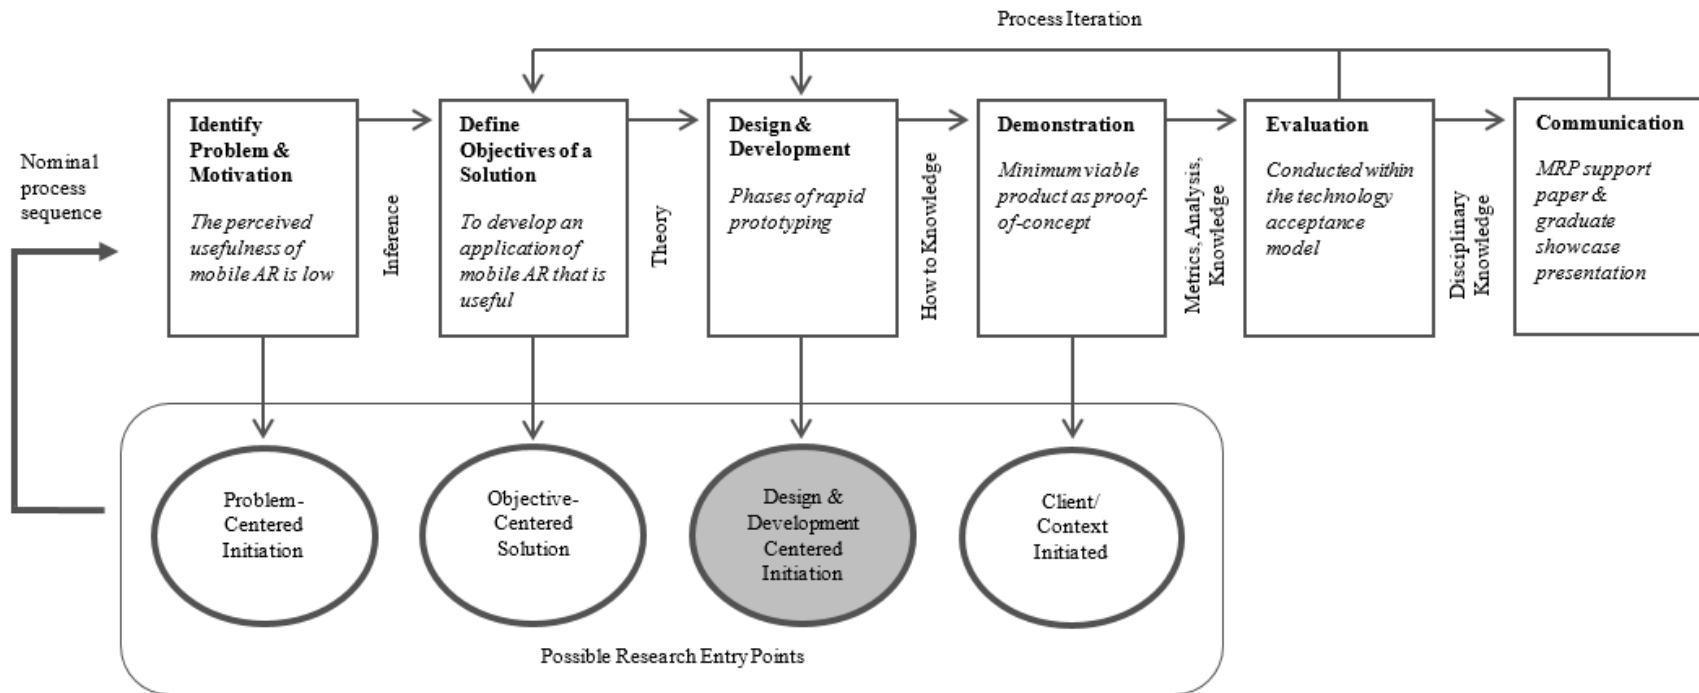 Process Iteration
Nominal
process
sequence
Identify
Problem &
Motivation
The perceived
usefulness of
mobile AR is low
Inference
Define
Objectives of a
Solution
To develop an
application of
mobile AR that is
useful
Theory
Design &
Development
Phases of rapid
prototyping
How to Knowledge
Demonstration
Minimum viable
product as proof-
of-concept
Metrics, Analysis,
Knowledge
Evaluation
Conducted within
the technology
acceptance
model
Disciplinary
Knowledge
Communication
MRP support
paper &
graduate
showcase
presentation
Problem-
Centered
Initiation
Objective-
Centered
Solution
Design &
Development
Centered
Initiation
Client/
Context
Initiated
Possible Research Entry Points